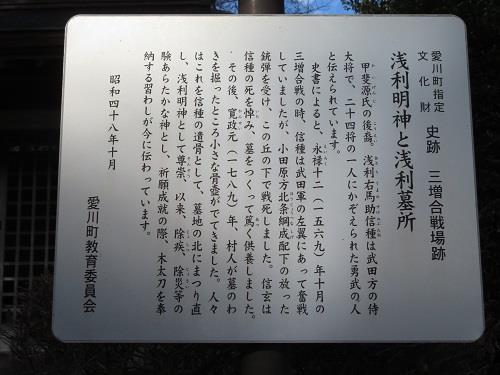 愛川町指定
文化財 史跡 三増合戦場跡
浅利明神と浅利墓所
甲斐源氏の後裔、浅利右馬助信種は武田方の侍
大将で、二十四将の一人にかぞえられた勇武の人
と伝えられています。
史書によると、永禄十二(一五六九)年十月の
三増合戦の時、信種は武田軍の左翼にあって奮戦
していましたが、小田原方北条綱成配下の放った
銃弾を受け、この丘の下で戦死しました。信玄は
信種の死を悼み、墓をつくって篤く供養しました。
その後、寛政元(一七八九)年、村人が墓のわ
きを掘ったところ小さな骨壺がでてきました。人々
はこれを信種の遺骨として、墓地の北にまつり直
し、浅利明神として尊崇、以来、除疾、除災等の
験あらたかな神とし、祈願成就の際、木太刀を奉
納する習わしが今に伝わっています。
昭和四十八年十月
愛川町教育委員会